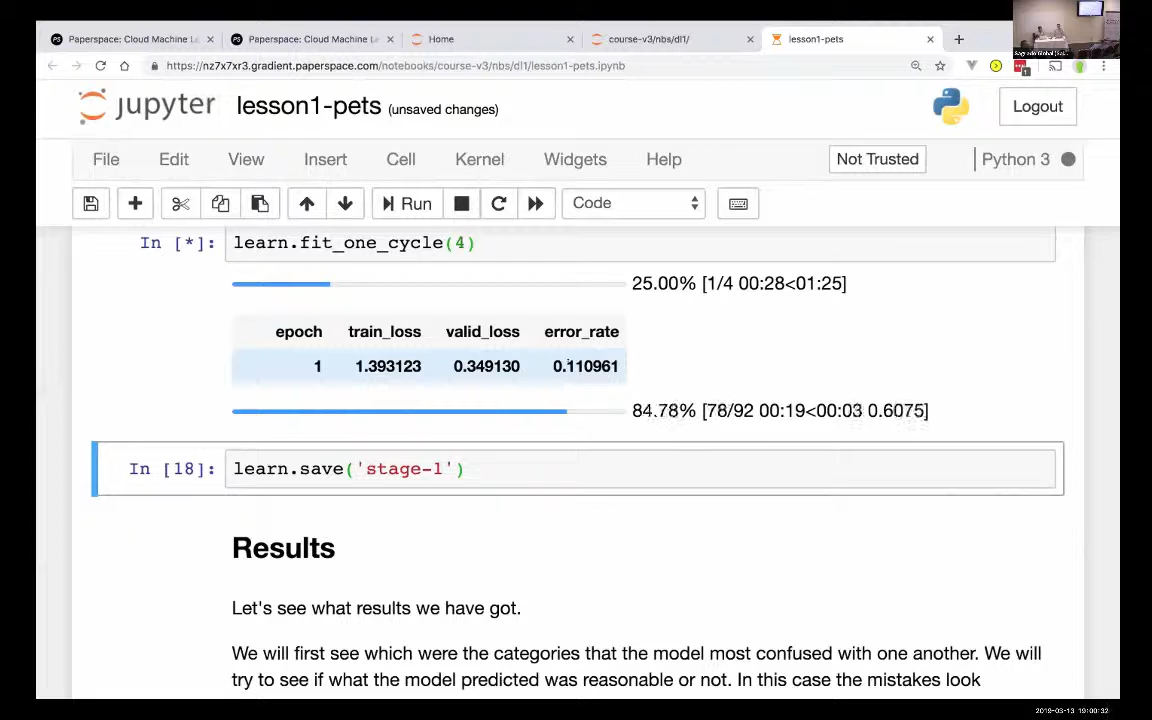 Paperspace: Cloud Machine Le
Paperspace: Cloud Machine Le
Home
course-v3/nbs/dl1/
lesson1-pets
https://nz7x7xr3.gradient.paperspace.com/notebooks/course-v3/nbs/dl1/lesson1-pets.ipynb
jupyter lesson1-pets (unsaved changes)
Logout
File Edit View Insert Cell Kernel Widgets Help
Not Trusted
Python 3
Run
Code
In [*]: learn.fit_one_cycle(4)
25.00% [1/4 00:28<01:25]
epoch train_loss valid_loss error_rate
1 1.393123 0.349130 0.110961
84.78% [78/92 00:19<00:03 0.6075]
In [18]: learn.save('stage-1')
Results
Let's see what results we have got.
We will first see which were the categories that the model most confused with one another. We will
try to see if what the model predicted was reasonable or not. In this case the mistakes look
2019-03-13 19:00:32